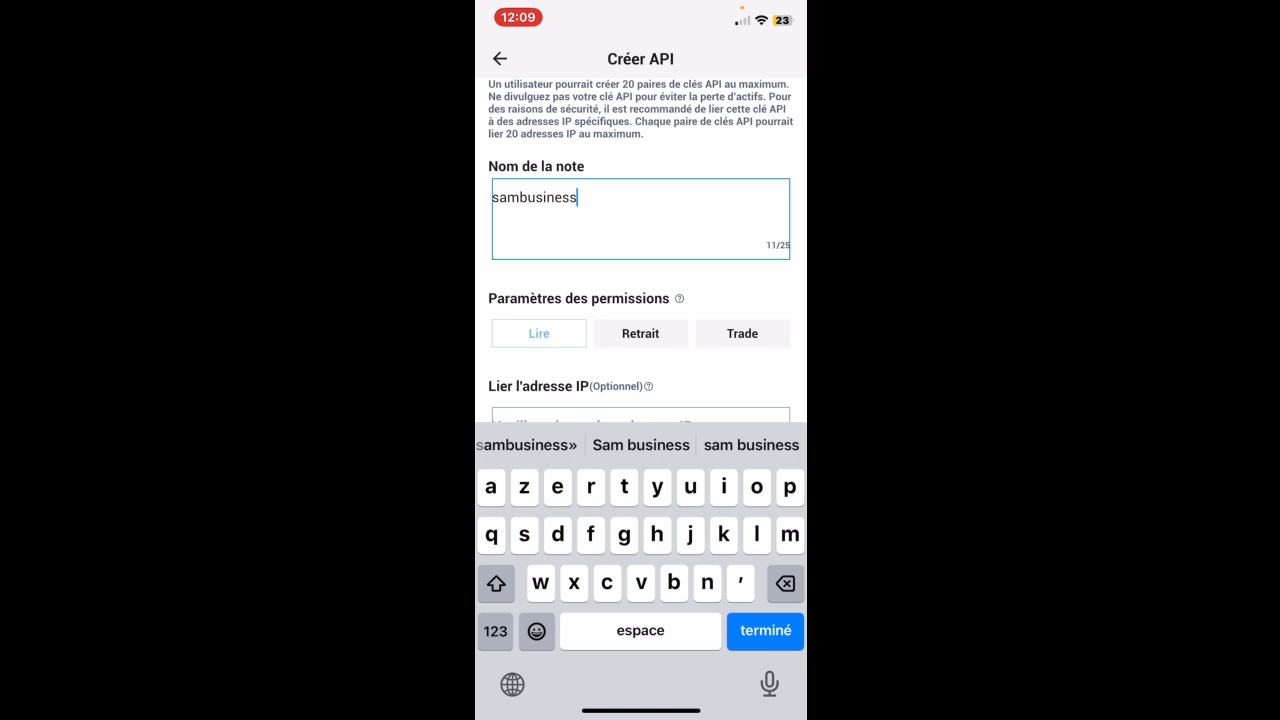 12:09
23
Créer API
Un utilisateur pourrait créer 20 paires de clés API au maximum.
Ne divulguez pas votre clé API pour éviter la perte d'actifs. Pour
des raisons de sécurité, il est recommandé de lier cette clé API
à des adresses IP spécifiques. Chaque paire de clés API pourrait
lier 20 adresses IP au maximum.
Nom de la note
sambusiness
11/25
Paramètres des permissions
Lire Retrait Trade
Lier l'adresse IP(Optionnel)
sambusiness» Sam business sam business
a z e r t y u i o p
q s d f g h j k l m
w x c v b n ’
123 espace terminé